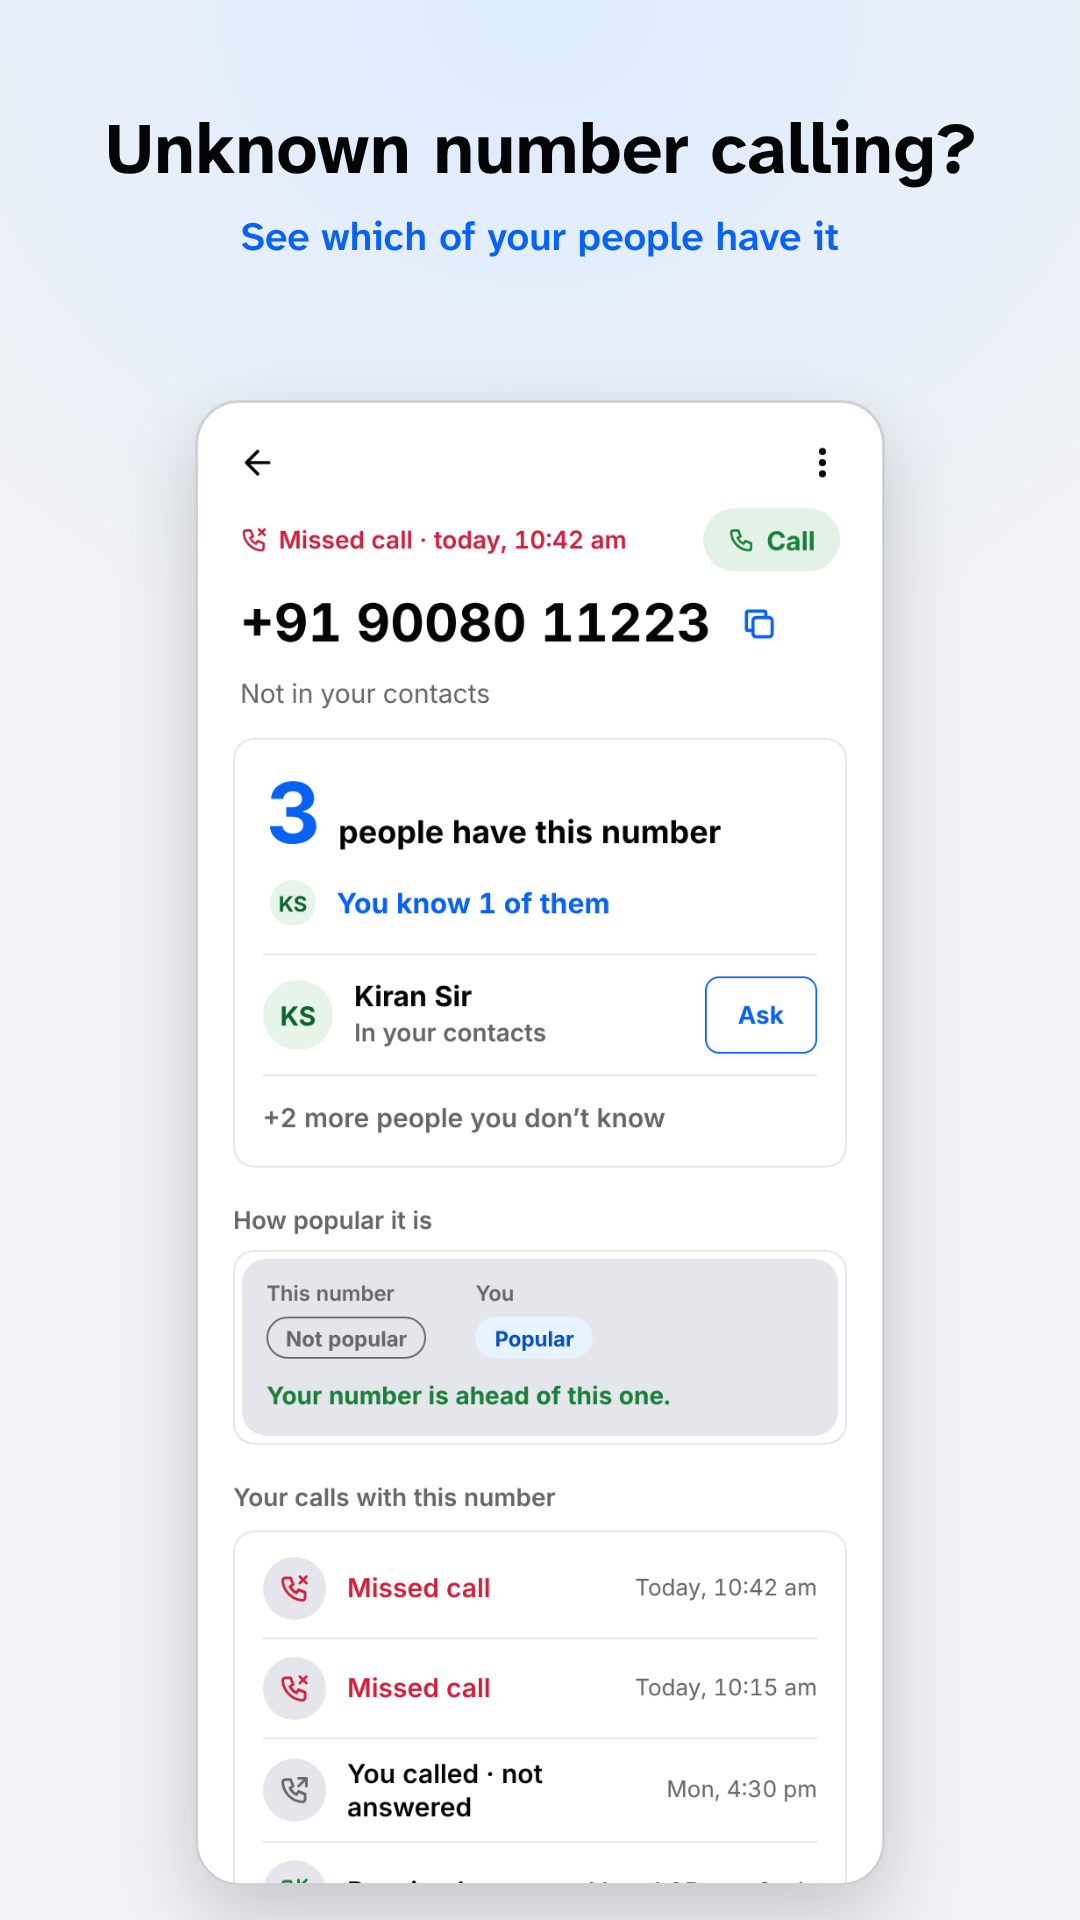 Unknown number calling?
See which of your people have it
Missed call · today, 10:42 am
Call
+91 90080 11223
Not in your contacts
3 people have this number
KS You know 1 of them
KS
Kiran Sir
In your contacts
Ask
+2 more people you don’t know
How popular it is
This number You
Not popular Popular
Your number is ahead of this one.
Your calls with this number
Missed call Today, 10:42 am
Missed call Today, 10:15 am
You called · not
answered
Mon, 4:30 pm